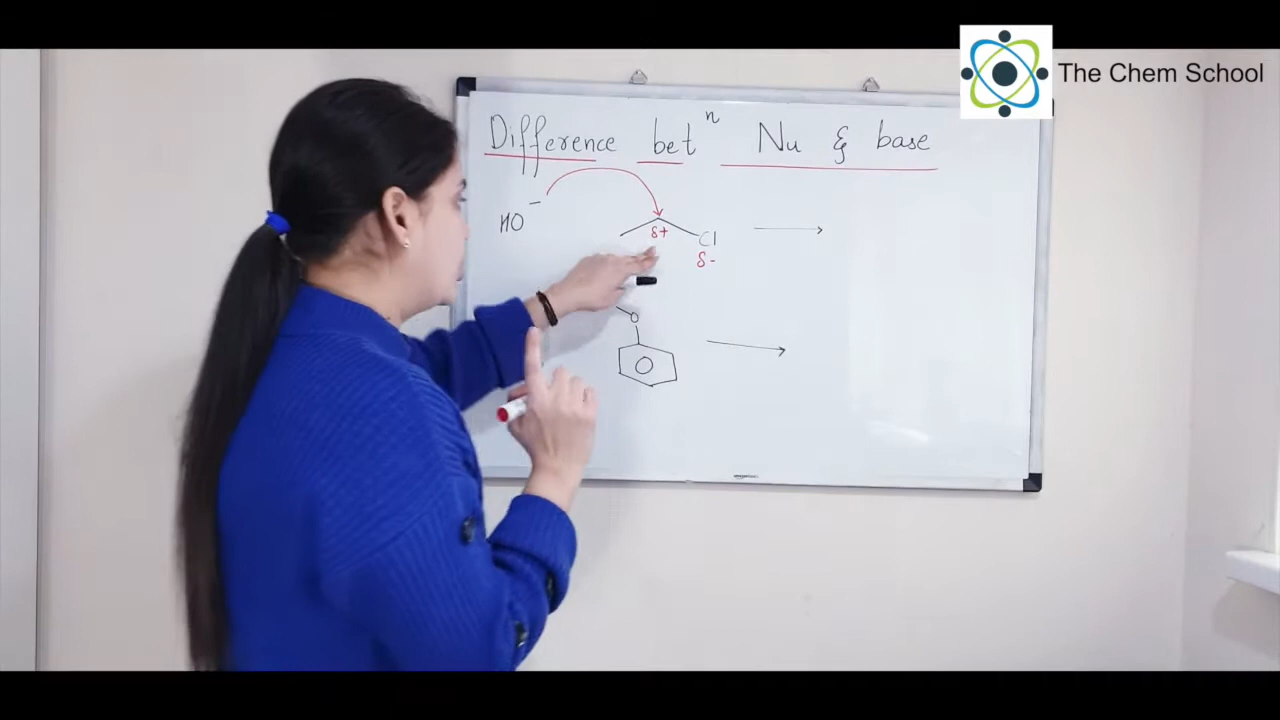 The Chem School
Difference betⁿ Nu & base
HO⁻
δ+
Cl
δ-
O